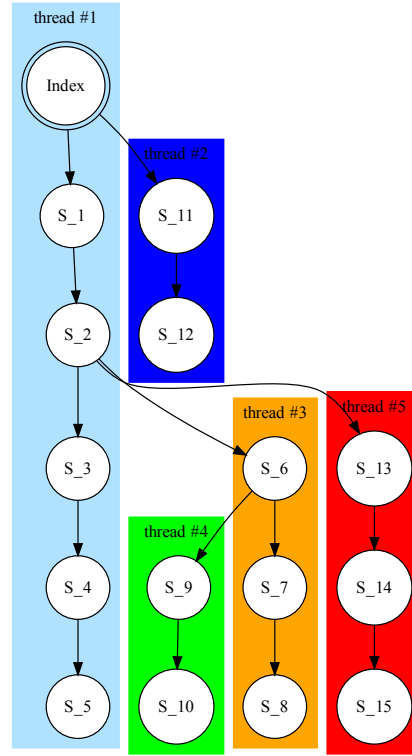 thread #1
Index
thread #2
S_1
S_11
S_2
S_12
thread #3
thread #5
S_3
S_6
S_13
thread #4
S_4
S_9
S_7
S_14
S_5
S_10
S_8
S_15